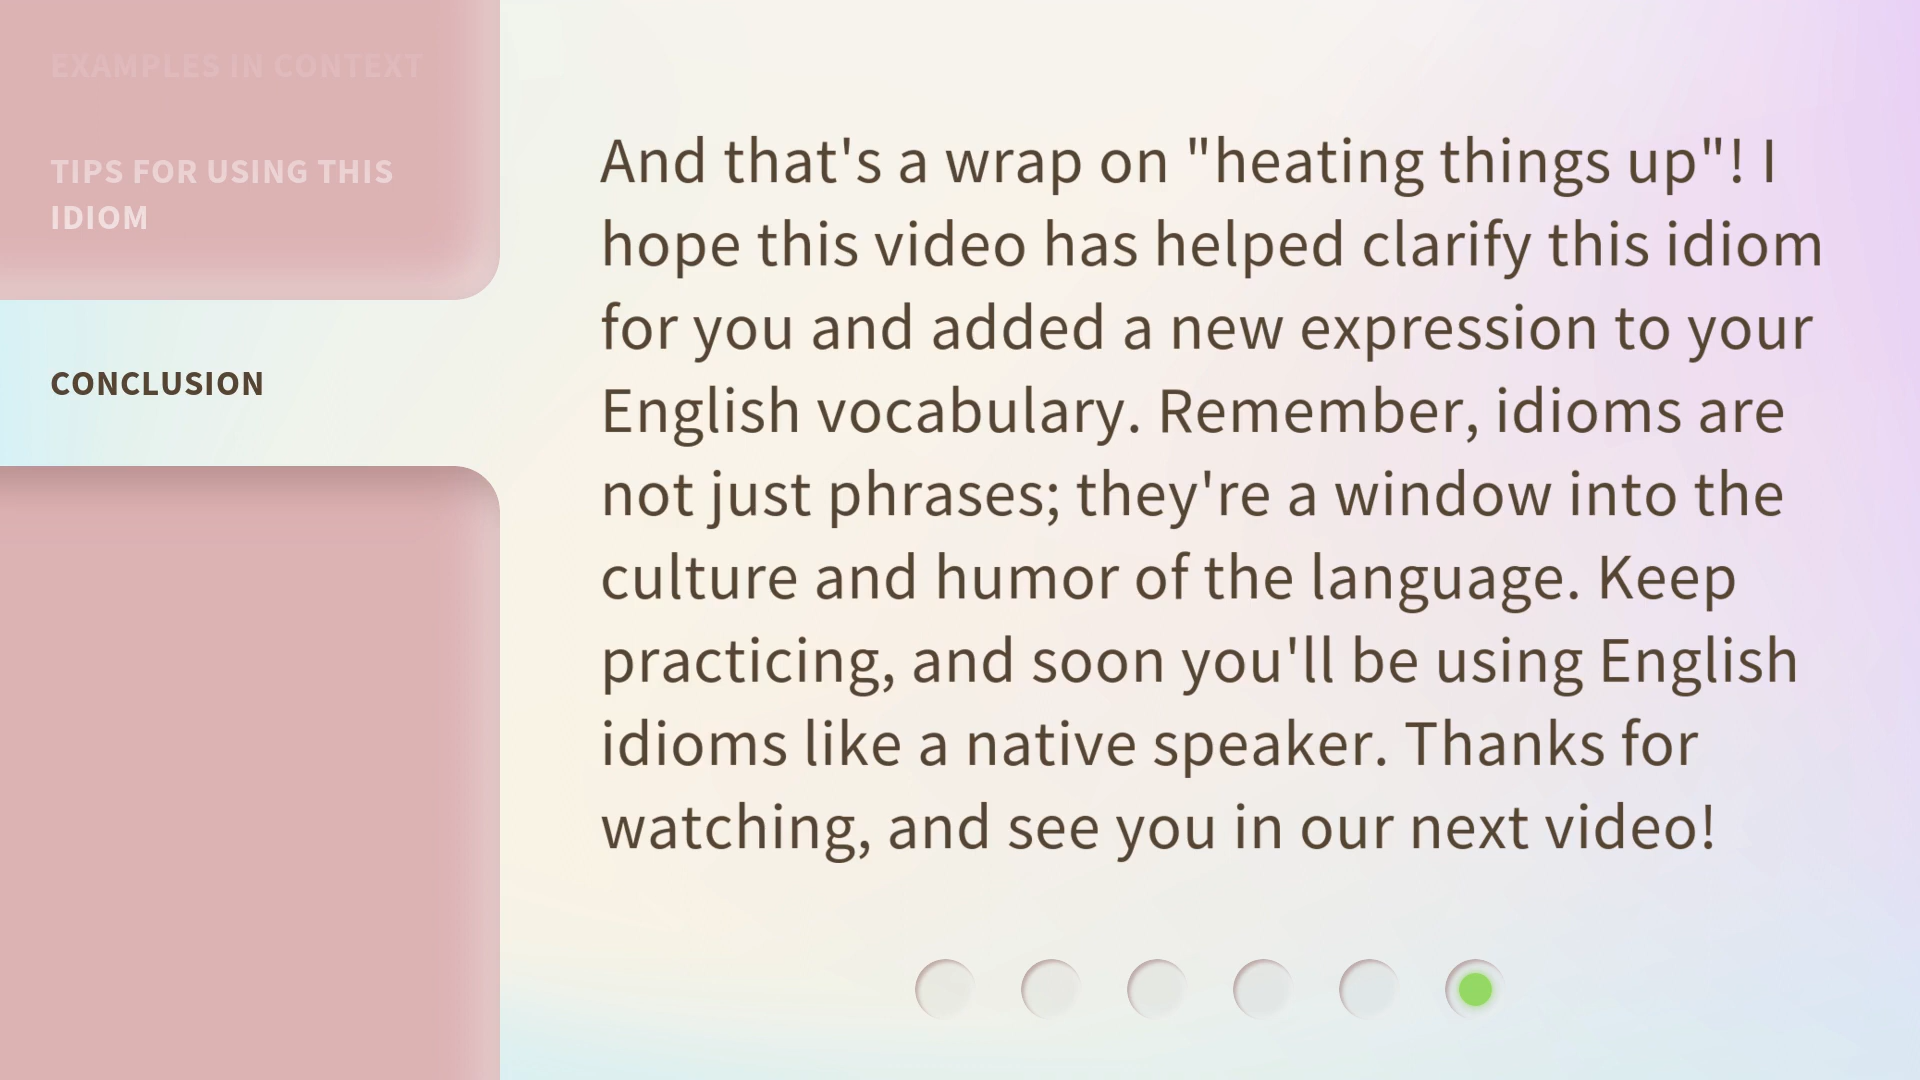 EXAMPLES IN CONTEXT
TIPS FOR USING THIS
IDIOM
CONCLUSION
And that's a wrap on "heating things up"! I
hope this video has helped clarify this idiom
for you and added a new expression to your
English vocabulary. Remember, idioms are
not just phrases; they're a window into the
culture and humor of the language. Keep
practicing, and soon you'll be using English
idioms like a native speaker. Thanks for
watching, and see you in our next video!